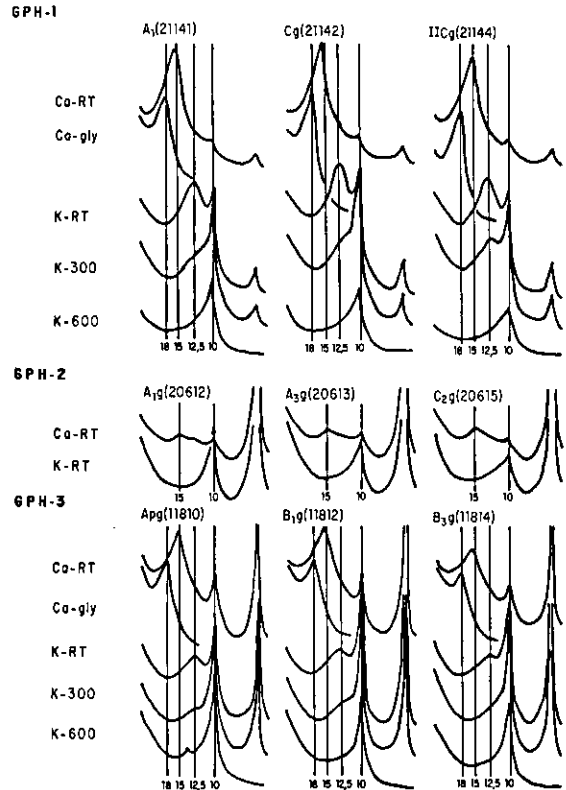 GPH-1
A₁(21141) Cg(21142) IICg(21144)
Ca-RT
Ca-gly
K-RT
K-300
K-600
18 15 12,5 10 18 15 12,5 10 18 15 12,5 10
GPH-2
A₁g(20612) A₃g(20613) C₂g(20615)
Ca-RT
K-RT
15 10 15 10 15 10
GPH-3
Apg(11810) B₁g(11812) B₃g(11814)
Ca-RT
Ca-gly
K-RT
K-300
K-600
18 15 12,5 10 18 15 12,5 10 18 15 12,5 10